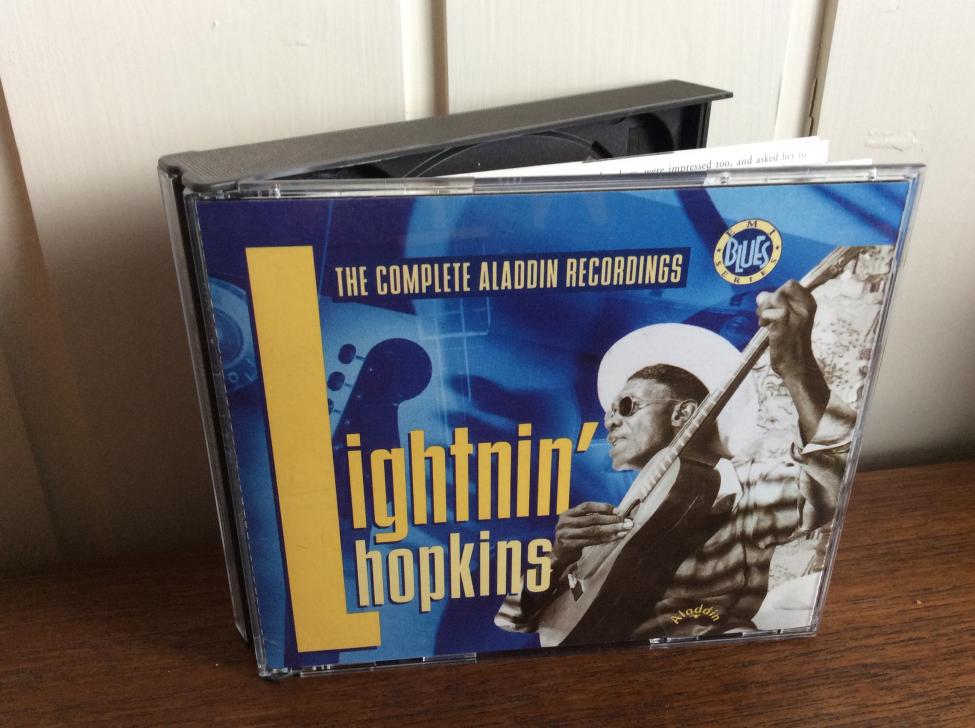 were impressed too, and asked her to
THE COMPLETE ALADDIN RECORDINGS
EMI
BLUES
SERIES
Lightnin'
hopkins
Aladdin